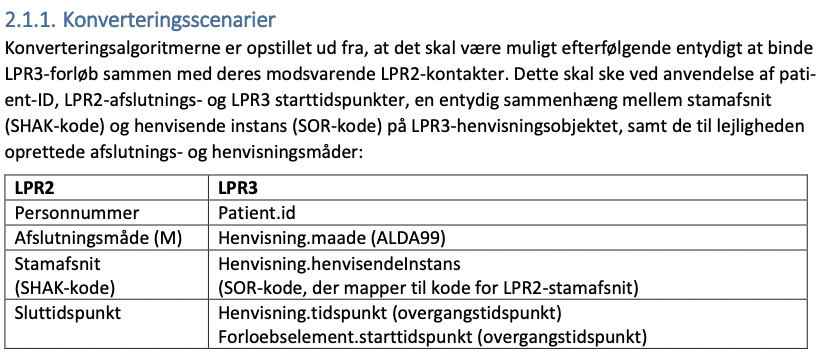 2.1.1. Konverteringsscenarier
Konverteringsalgoritmerne er opstillet ud fra, at det skal være muligt efterfølgende entydigt at binde
LPR3-forløb sammen med deres modsvarende LPR2-kontakter. Dette skal ske ved anvendelse af pati-
ent-ID, LPR2-afslutnings- og LPR3 starttidspunkter, en entydig sammenhæng mellem stamafsnit
(SHAK-kode) og henvisende instans (SOR-kode) på LPR3-henvisningsobjektet, samt de til lejligheden
oprettede afslutnings- og henvisningsmåder:
LPR2 LPR3
Personnummer Patient.id
Afslutningsmåde (M) Henvisning.maade (ALDA99)
Stamafsnit Henvisning.henvisendeInstans
(SHAK-kode) (SOR-kode, der mapper til kode for LPR2-stamafsnit)
Sluttidspunkt Henvisning.tidspunkt (overgangstidspunkt)
Forloebselement.starttidspunkt (overgangstidspunkt)